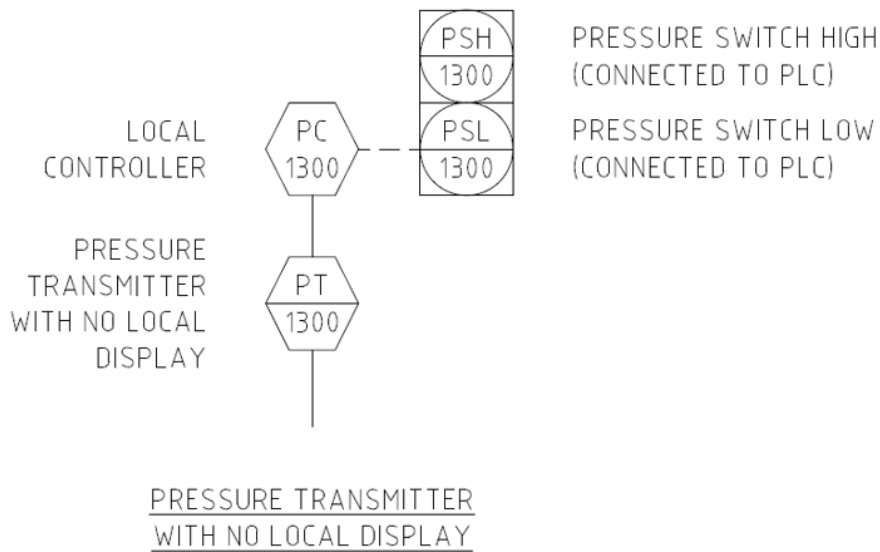 PSH
1300
PRESSURE SWITCH HIGH
(CONNECTED TO PLC)
LOCAL
CONTROLLER
PC
1300
PSL
1300
PRESSURE SWITCH LOW
(CONNECTED TO PLC)
PRESSURE
TRANSMITTER
WITH NO LOCAL
DISPLAY
PT
1300
PRESSURE TRANSMITTER
WITH NO LOCAL DISPLAY